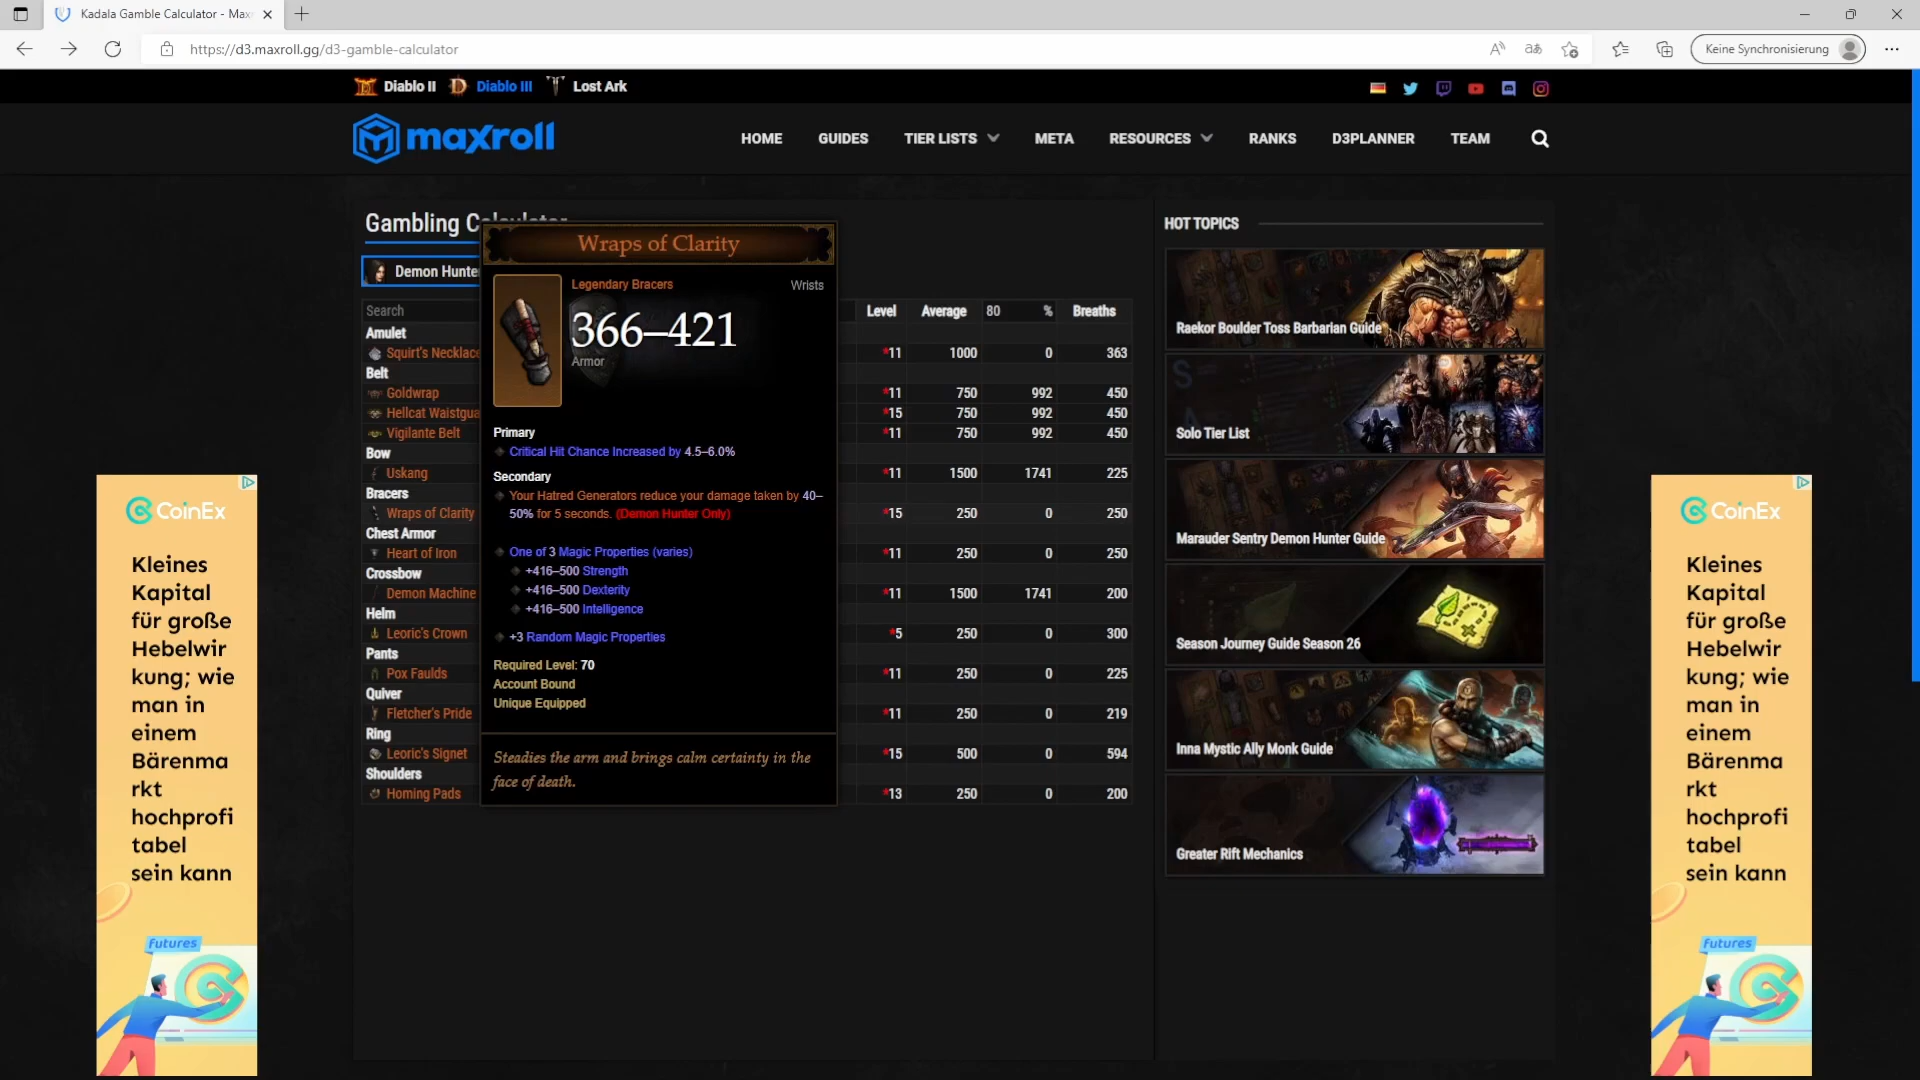 Kadala Gamble Calculator - Max
https://d3.maxroll.gg/d3-gamble-calculator
Keine Synchronisierung
Diablo II
Diablo III
Lost Ark
maxroll
HOME
GUIDES
TIER LISTS
META
RESOURCES
RANKS
D3PLANNER
TEAM
Gambling Calculator
Demon Hunte
Search
Level
Average
80 %
Breaths
Amulet
Squirt's Necklace
*11 1000 0 363
Belt
Goldwrap
*11 750 992 450
Hellcat Waistgua
*15 750 992 450
Vigilante Belt
*11 750 992 450
Bow
Uskang
*11 1500 1741 225
Bracers
Wraps of Clarity
*15 250 0 250
Chest Armor
Heart of Iron
*11 250 0 250
Crossbow
Demon Machine
*11 1500 1741 200
Helm
Leoric's Crown
*5 250 0 300
Pants
Pox Faulds
*11 250 0 225
Quiver
Fletcher's Pride
*11 250 0 219
Ring
Leoric's Signet
*15 500 0 594
Shoulders
Homing Pads
*13 250 0 200
Wraps of Clarity
Legendary Bracers
Wrists
366–421
Armor
Primary
Critical Hit Chance Increased by 4.5–6.0%
Secondary
Your Hatred Generators reduce your damage taken by 40–
50% for 5 seconds. (Demon Hunter Only)
One of 3 Magic Properties (varies)
+416–500 Strength
+416–500 Dexterity
+416–500 Intelligence
+3 Random Magic Properties
Required Level: 70
Account Bound
Unique Equipped
Steadies the arm and brings calm certainty in the
face of death.
HOT TOPICS
Raekor Boulder Toss Barbarian Guide
Solo Tier List
Marauder Sentry Demon Hunter Guide
Season Journey Guide Season 26
Inna Mystic Ally Monk Guide
Greater Rift Mechanics
CoinEx
Kleines
Kapital
für große
Hebelwir
kung; wie
man in
einem
Bärenma
rkt
hochprofi
tabel
sein kann
futures
CoinEx
Kleines
Kapital
für große
Hebelwir
kung; wie
man in
einem
Bärenma
rkt
hochprofi
tabel
sein kann
futures